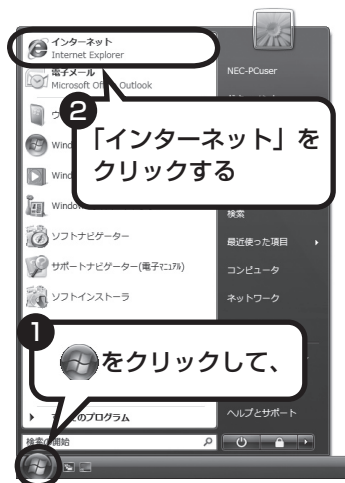 インターネット
Internet Explorer
電子メール
Microsoft Office Outlook
NEC-PCuser
2
「インターネット」を
クリックする
検索
ソフトナビゲーター
最近使った項目
サポートナビゲーター(電子マニュアル)
コンピュータ
ソフトインストーラ
ネットワーク
1
をクリックして、
プログラム
ヘルプとサポート
検索の開始